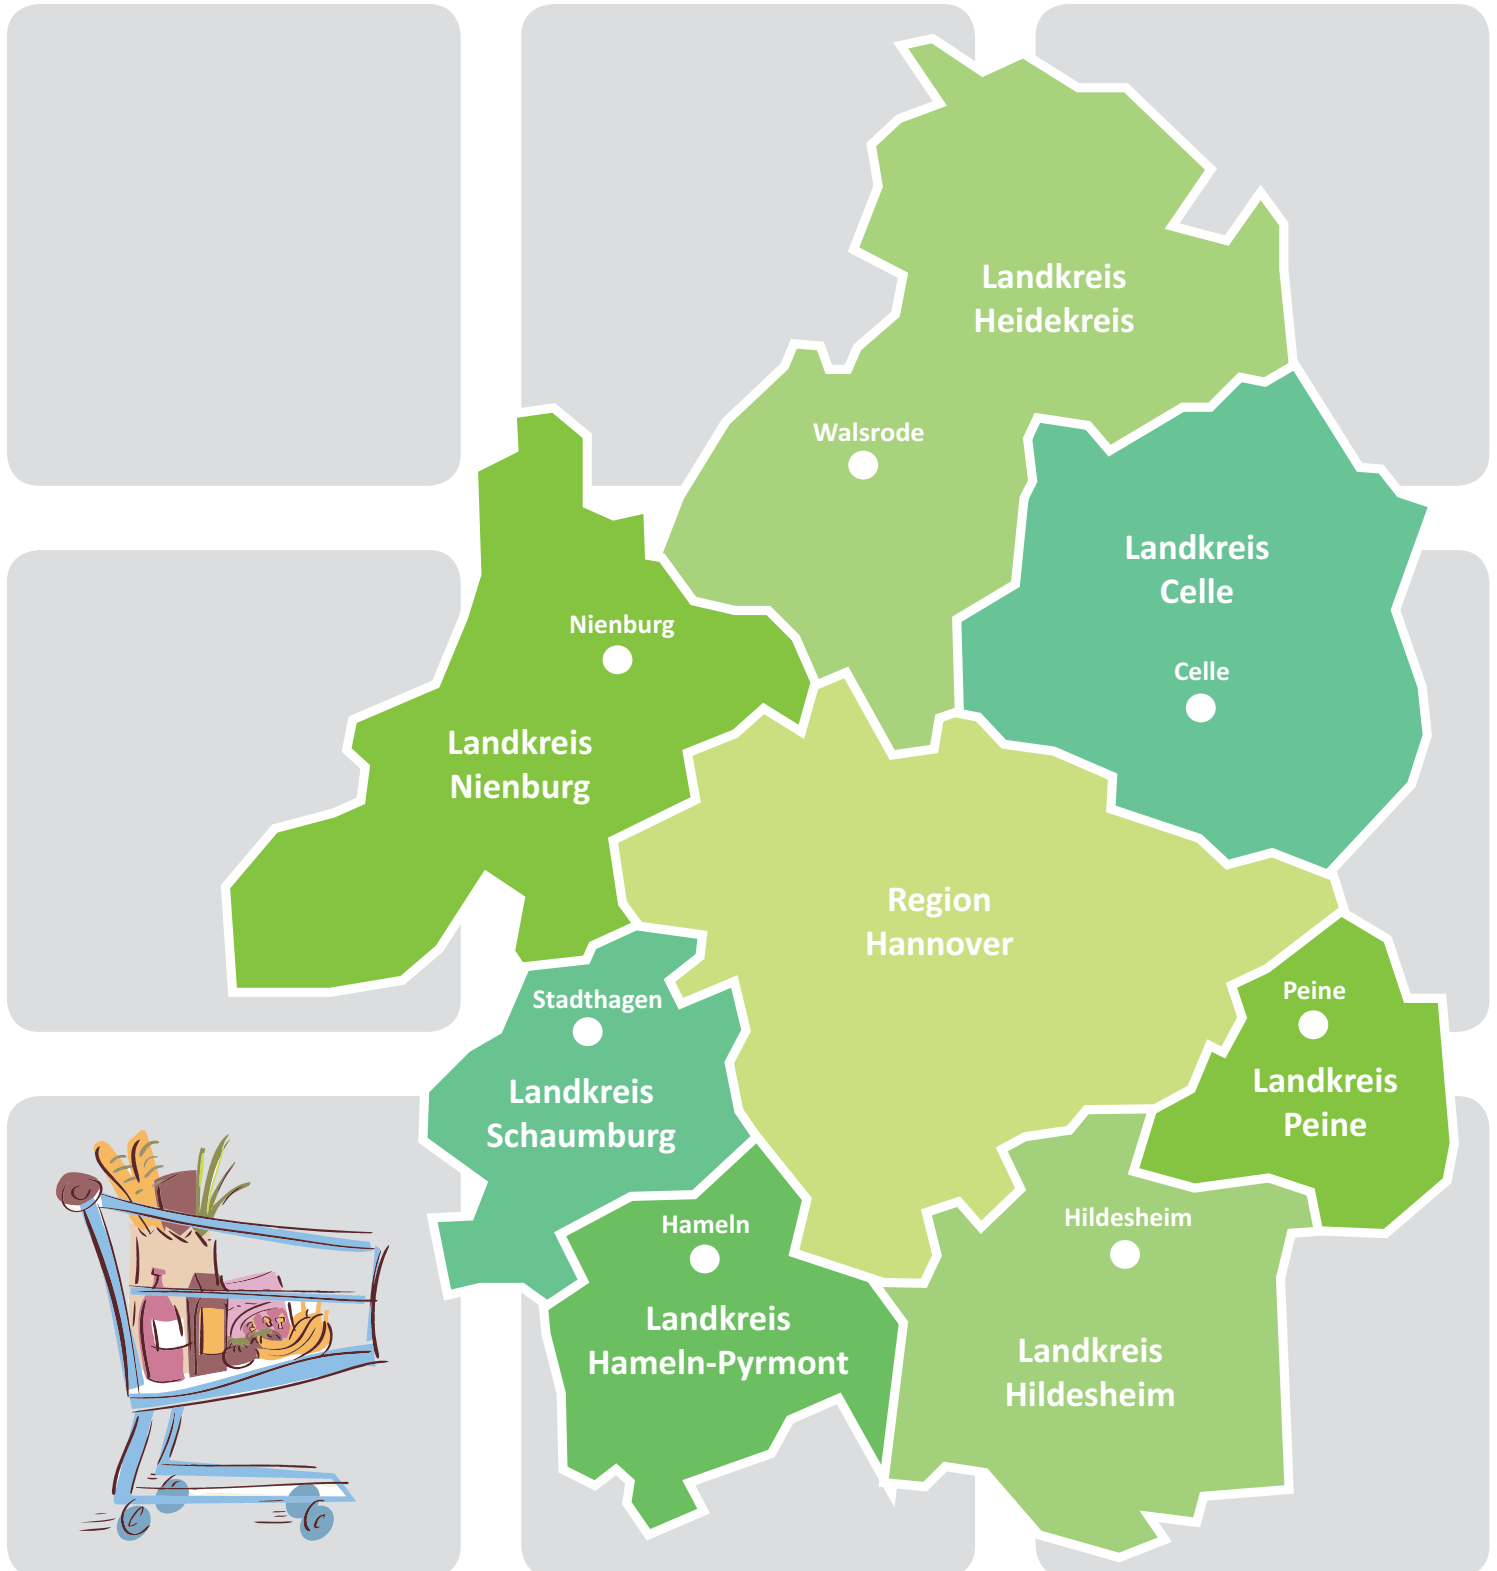 Landkreis
Heidekreis
Walsrode
Landkreis
Celle
Celle
Nienburg
Landkreis
Nienburg
Region
Hannover
Stadthagen
Landkreis
Schaumburg
Peine
Landkreis
Peine
Hameln
Landkreis
Hameln-Pyrmont
Hildesheim
Landkreis
Hildesheim